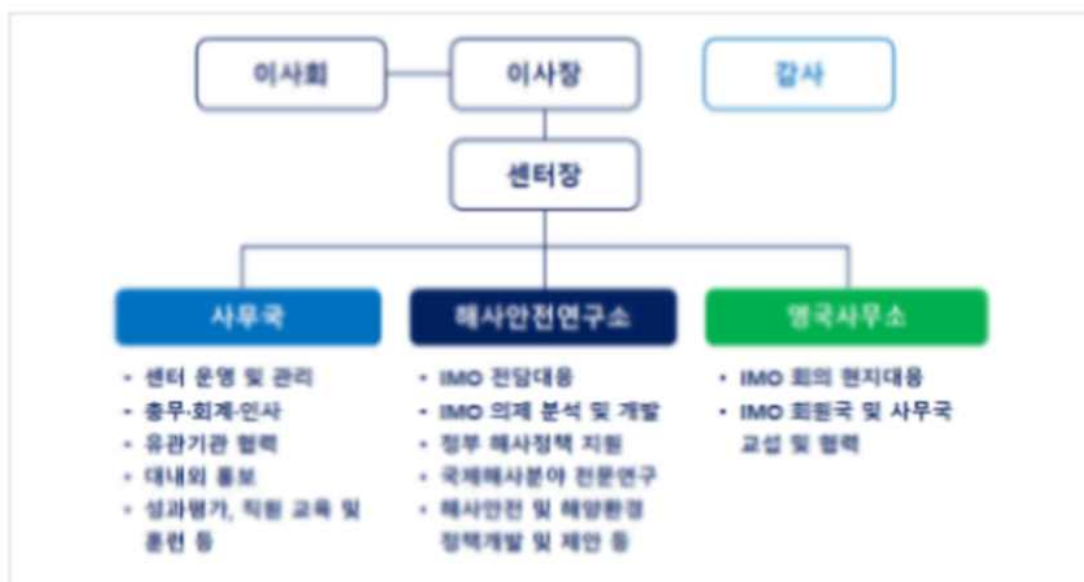 이사회
이사장
감사
센터장
사무국
해사안전연구소
영국사무소
• 센터 운영 및 관리
• 총무·회계·인사
• 유관기관 협력
• 대내외 홍보
• 성과평가, 직원 교육 및
훈련 등
• IMO 전담대응
• IMO 의제 분석 및 개발
• 정부 해사정책 지원
• 국제해사분야 전문연구
• 해사안전 및 해양환경
정책개발 및 제안 등
• IMO 회의 현지대응
• IMO 회원국 및 사무국
교섭 및 협력